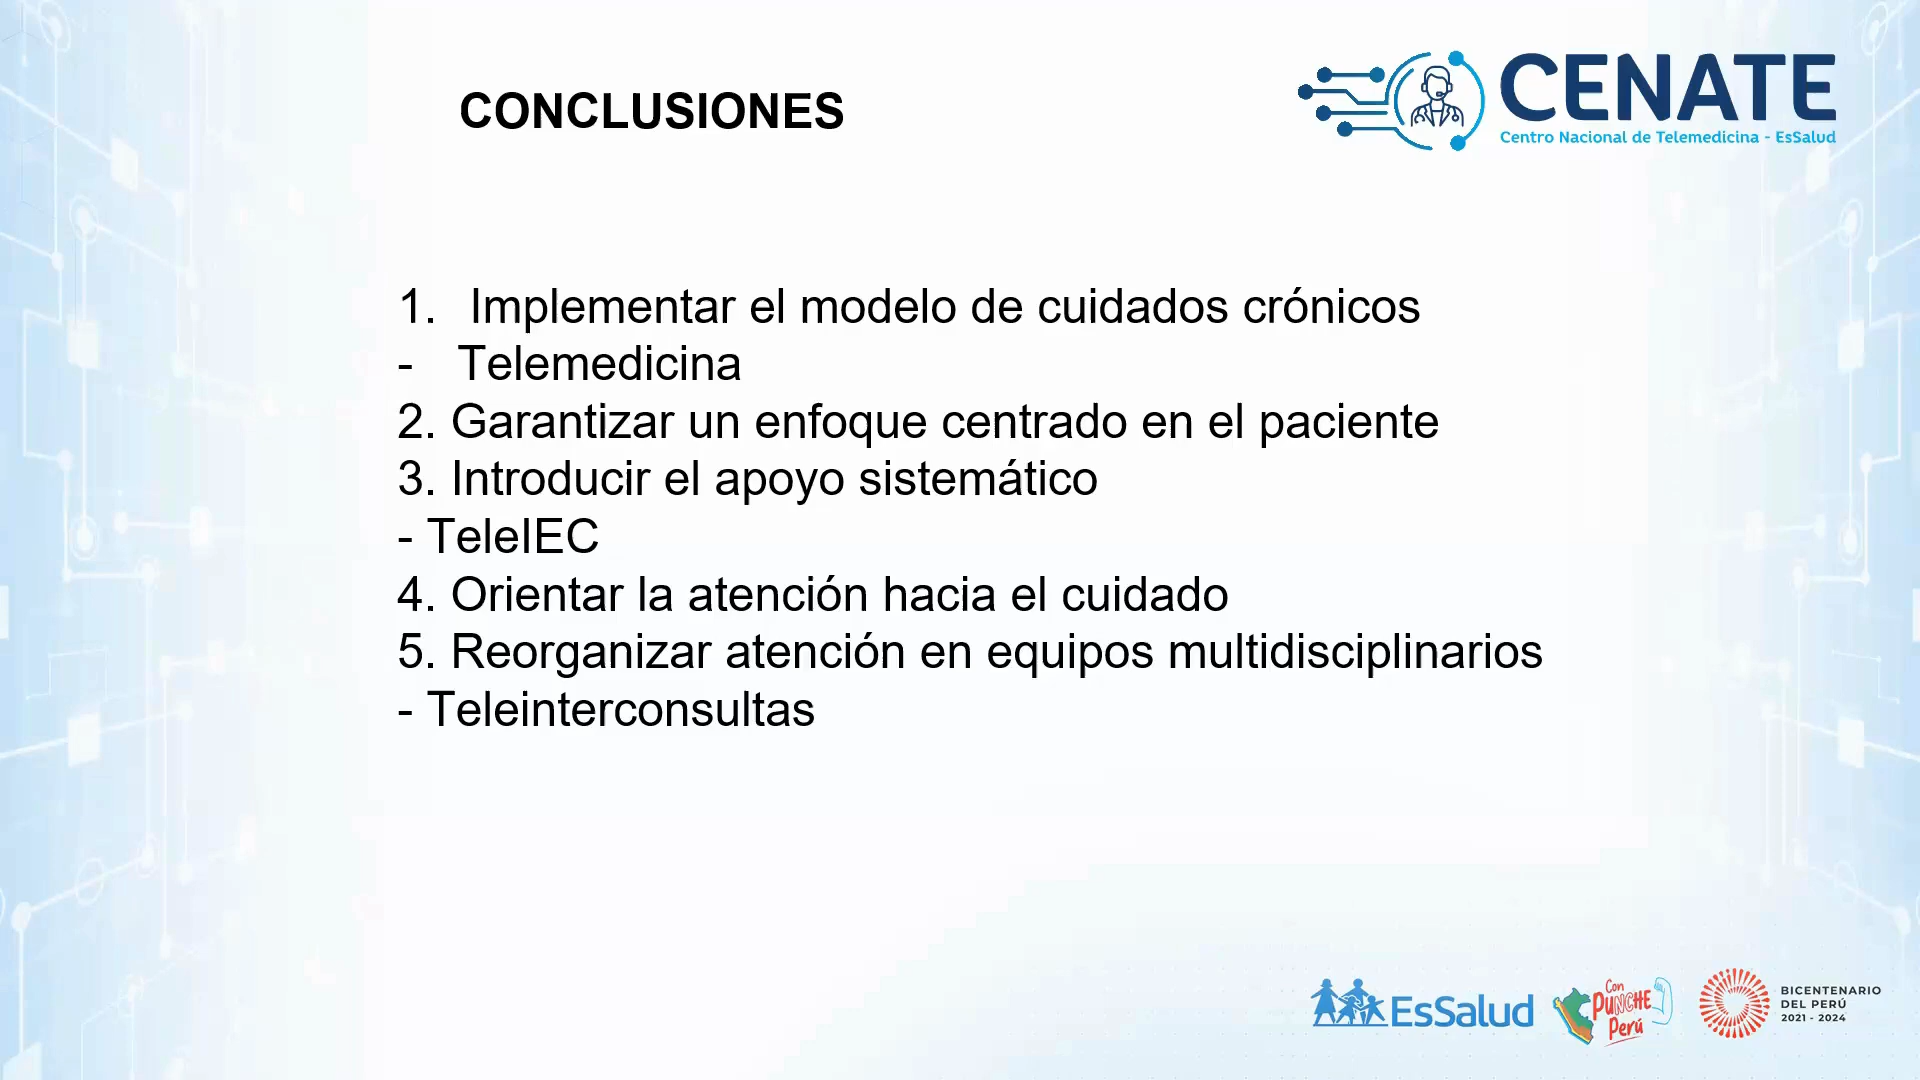 CONCLUSIONES
CENATE
Centro Nacional de Telemedicina - EsSalud
1. Implementar el modelo de cuidados crónicos
- Telemedicina
2. Garantizar un enfoque centrado en el paciente
3. Introducir el apoyo sistemático
- TeleIEC
4. Orientar la atención hacia el cuidado
5. Reorganizar atención en equipos multidisciplinarios
- Teleinterconsultas
EsSalud
Con
PUNCHE
Perú
BICENTENARIO
DEL PERÚ
2021 - 2024